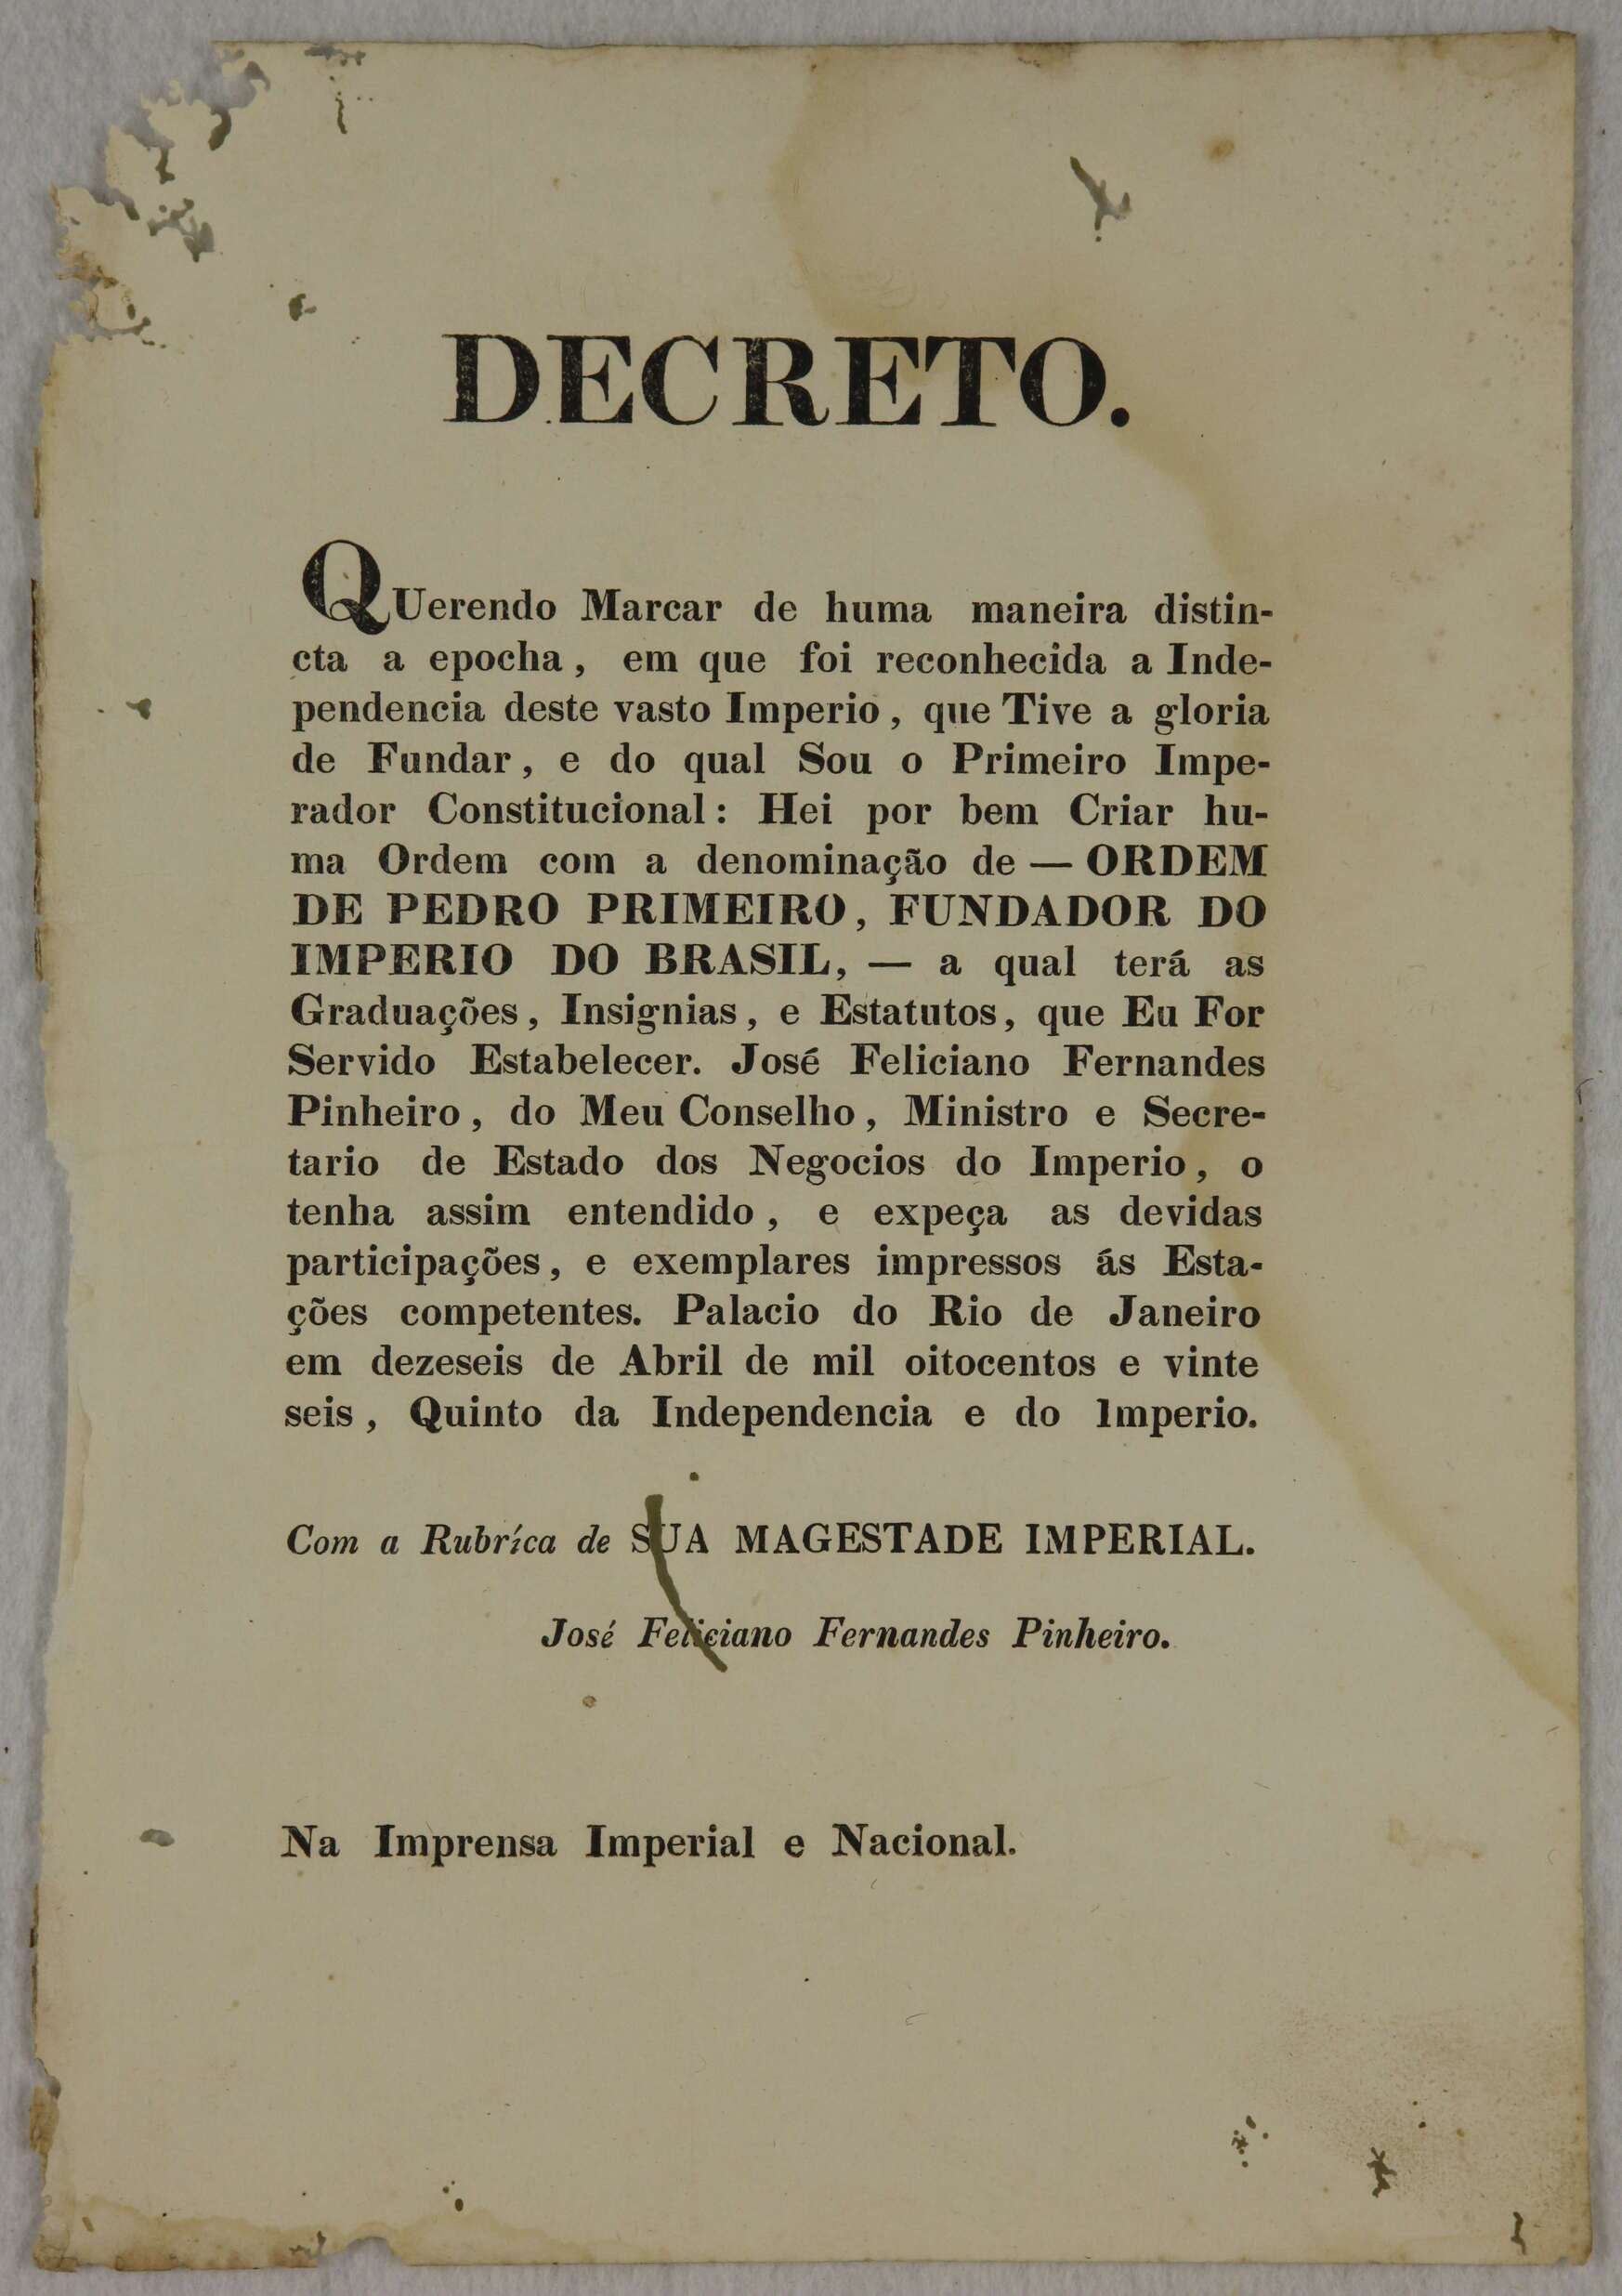 DECRETO.
QUerendo Marcar de huma maneira distin-
cta a epocha, em que foi reconhecida a Inde-
pendencia deste vasto Imperio, que Tive a gloria
de Fundar, e do qual Sou o Primeiro Impe-
rador Constitucional: Hei por bem Criar hu-
ma Ordem com a denominação de — ORDEM
DE PEDRO PRIMEIRO, FUNDADOR DO
IMPERIO DO BRASIL, — a qual terá as
Graduações, Insignias, e Estatutos, que Eu For
Servido Estabelecer. José Feliciano Fernandes
Pinheiro, do Meu Conselho, Ministro e Secre-
tario de Estado dos Negocios do Imperio, o
tenha assim entendido, e expeça as devidas
participações, e exemplares impressos ás Esta-
ções competentes. Palacio do Rio de Janeiro
em dezeseis de Abril de mil oitocentos e vinte
seis, Quinto da Independencia e do Imperio.
Com a Rubríca de SUA MAGESTADE IMPERIAL.
José Feliciano Fernandes Pinheiro.
Na Imprensa Imperial e Nacional.